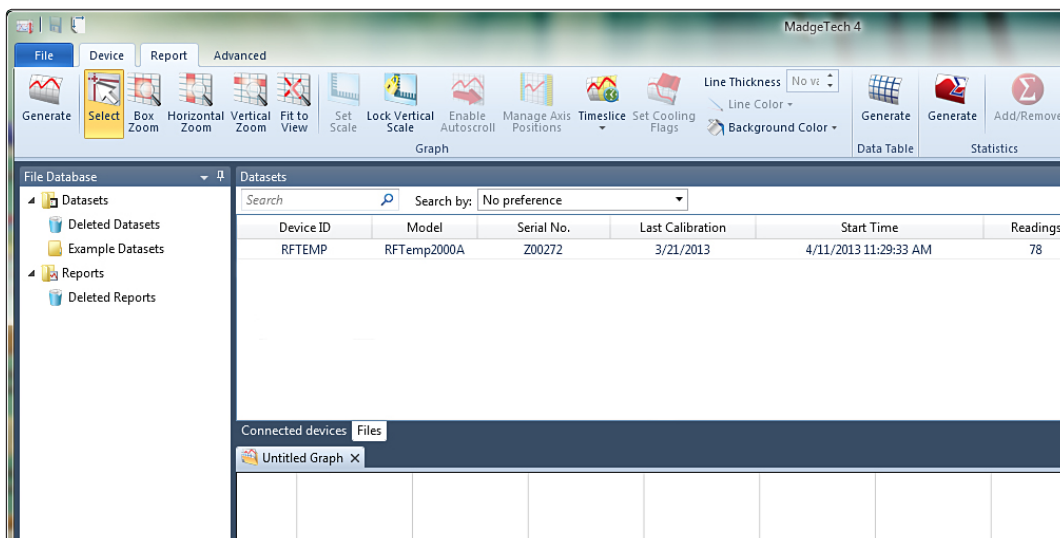 MadgeTech 4
File Device Report Advanced
Generate Select Box Zoom Horizontal Zoom Vertical Zoom Fit to View Set Scale Lock Vertical Scale Enable Autoscroll Manage Axis Positions Timeslice Set Cooling Flags
Line Thickness No va
Line Color
Background Color
Generate
Generate Add/Remove
Graph Data Table Statistics
File Database
Datasets
Deleted Datasets
Example Datasets
Reports
Deleted Reports
Datasets
Search Search by: No preference
Device ID Model Serial No. Last Calibration Start Time Readings
RFTEMP RFTemp2000A Z00272 3/21/2013 4/11/2013 11:29:33 AM 78
Connected devices Files
Untitled Graph